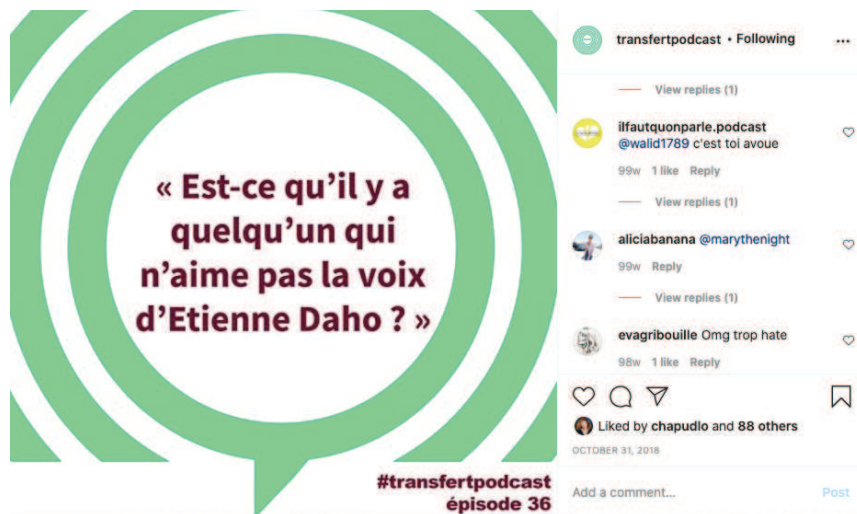 « Est-ce qu'il y a
quelqu'un qui
n'aime pas la voix
d'Etienne Daho ? »
#transfertpodcast
épisode 36
transfertpodcast • Following
View replies (1)
ilfautquonparle.podcast
@walid1789 c'est toi avoue
99w 1 like Reply
View replies (1)
aliciabanana @marythenight
99w Reply
View replies (1)
evagribouille Omg trop hate
98w 1 like Reply
Liked by chapudlo and 88 others
OCTOBER 31, 2018
Add a comment... Post